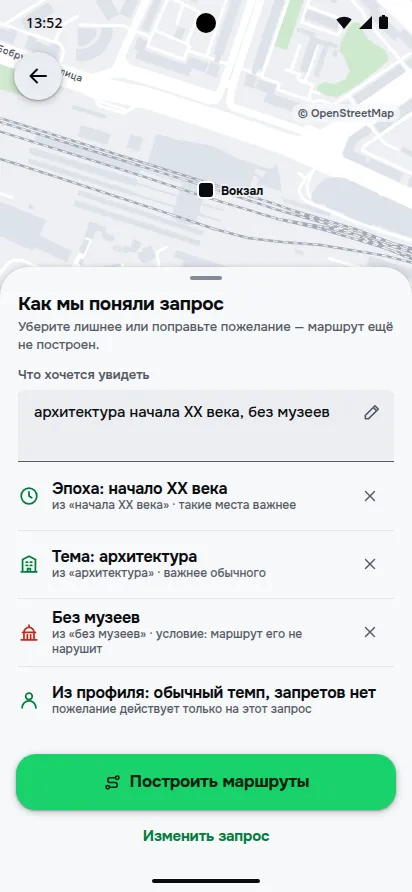 13:52
© OpenStreetMap
Вокзал
Как мы поняли запрос
Уберите лишнее или поправьте пожелание — маршрут ещё
не построен.
Что хочется увидеть
архитектура начала XX века, без музеев
Эпоха: начало XX века
из «начала XX века» · такие места важнее
Тема: архитектура
из «архитектура» · важнее обычного
Без музеев
из «без музеев» · условие: маршрут его не
нарушит
Из профиля: обычный темп, запретов нет
пожелание действует только на этот запрос
Построить маршруты
Изменить запрос